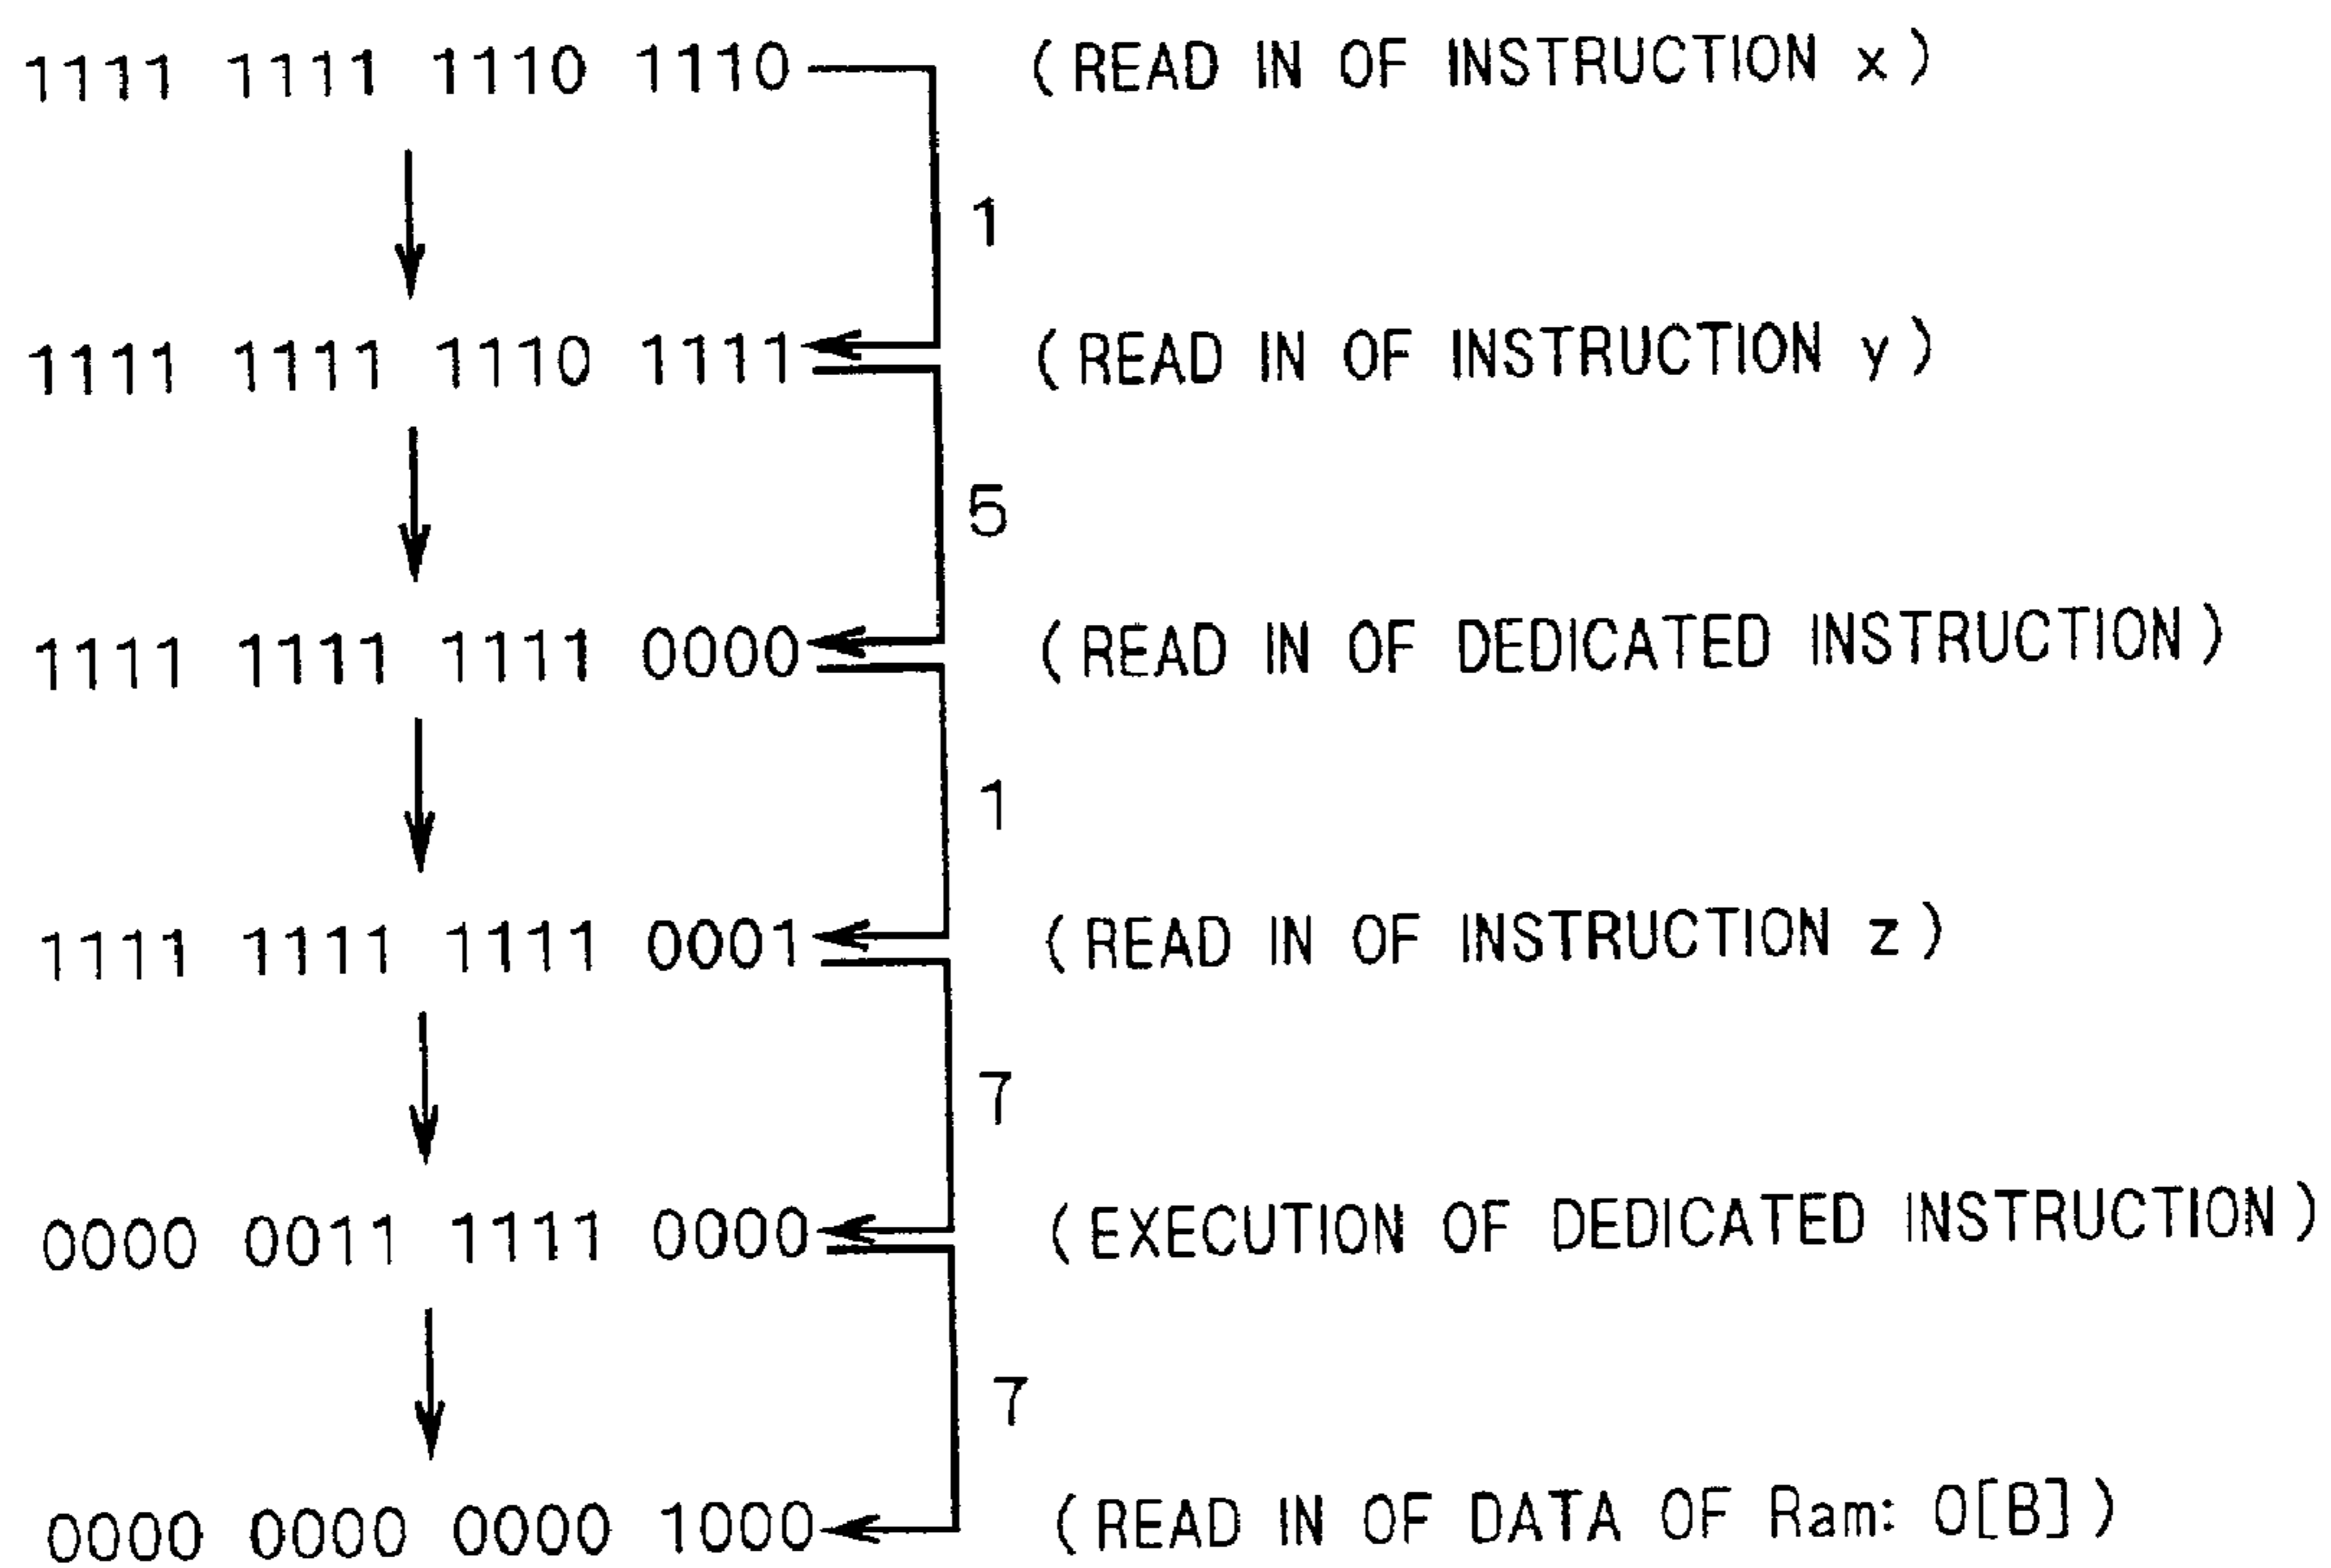 1111 1111 1110 1110 (READ IN OF INSTRUCTION x)
1
1111 1111 1110 1111 (READ IN OF INSTRUCTION y)
5
1111 1111 1111 0000 (READ IN OF DEDICATED INSTRUCTION)
1
1111 1111 1111 0001 (READ IN OF INSTRUCTION z)
7
0000 0011 1111 0000 (EXECUTION OF DEDICATED INSTRUCTION)
7
0000 0000 0000 1000 (READ IN OF DATA OF Ram: O[B])